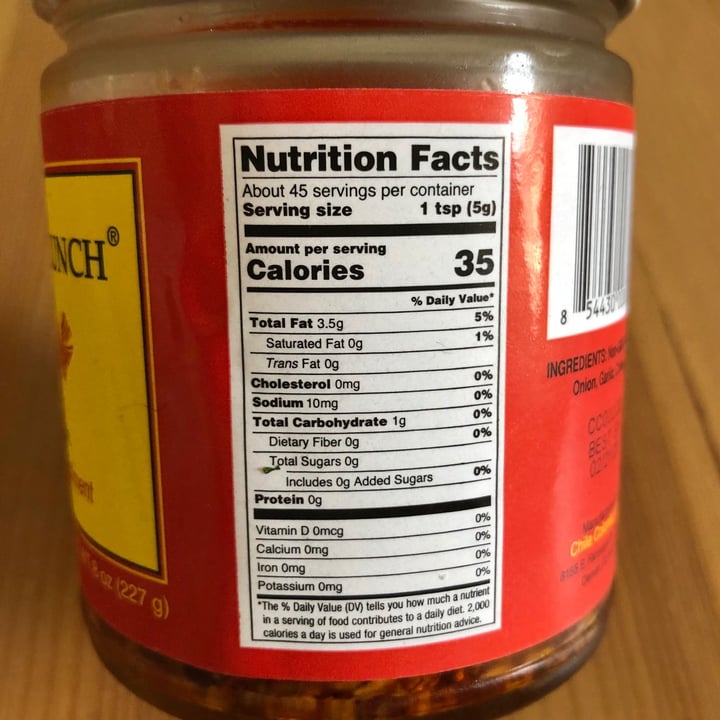 UNCH®
oz (227 g)
Nutrition Facts
About 45 servings per container
Serving size 1 tsp (5g)
Amount per serving
Calories 35
% Daily Value*
Total Fat 3.5g 5%
Saturated Fat 0g 1%
Trans Fat 0g
Cholesterol 0mg 0%
Sodium 10mg 0%
Total Carbohydrate 1g 0%
Dietary Fiber 0g 0%
Total Sugars 0g
Includes 0g Added Sugars 0%
Protein 0g
Vitamin D 0mcg 0%
Calcium 0mg 0%
Iron 0mg 0%
Potassium 0mg 0%
*The % Daily Value (DV) tells you how much a nutrient
in a serving of food contributes to a daily diet. 2,000
calories a day is used for general nutrition advice.
8 54430
INGREDIENTS:
Onion, Garlic,